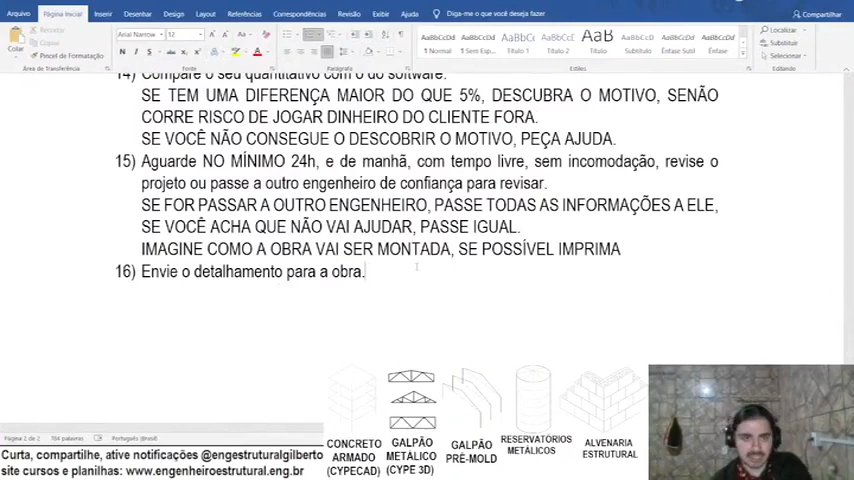 Arquivo Página Inicial Inserir Desenhar Design Layout Referências Correspondências Revisão Exibir Ajuda Diga-me o que você deseja fazer Compartilhar
Colar
Recortar
Copiar
Pincel de Formatação
Arial Narrow 12
AaBbCcDd AaBbCcDd AaBbC AaBbCc AaB AaBbCcD AaBbCcDd AaBbCcDd
1 Normal 1 Sem Esp... Título 1 Título 2 Título Subtítulo Ênfase Sutil Ênfase
Localizar
Substituir
Selecionar
Área de Transferência Fonte Parágrafo Estilos Edição
14) Compare o seu quantitativo com o do software.
SE TEM UMA DIFERENÇA MAIOR DO QUE 5%, DESCUBRA O MOTIVO, SENÃO
CORRE RISCO DE JOGAR DINHEIRO DO CLIENTE FORA.
SE VOCÊ NÃO CONSEGUE O DESCOBRIR O MOTIVO, PEÇA AJUDA.
15) Aguarde NO MÍNIMO 24h, e de manhã, com tempo livre, sem incomodação, revise o
projeto ou passe a outro engenheiro de confiança para revisar.
SE FOR PASSAR A OUTRO ENGENHEIRO, PASSE TODAS AS INFORMAÇÕES A ELE,
SE VOCÊ ACHA QUE NÃO VAI AJUDAR, PASSE IGUAL.
IMAGINE COMO A OBRA VAI SER MONTADA, SE POSSÍVEL IMPRIMA
16) Envie o detalhamento para a obra.
Página 2 de 2 784 palavras Português (Brasil)
Curta, compartilhe, ative notificações @engestruturalgilberto
site cursos e planilhas: www.engenheiroestrutural.eng.br
CONCRETO
ARMADO
(CYPECAD)
GALPÃO
METÁLICO
(CYPE 3D)
GALPÃO
PRÉ-MOLD
RESERVATÓRIOS
METÁLICOS
ALVENARIA
ESTRUTURAL